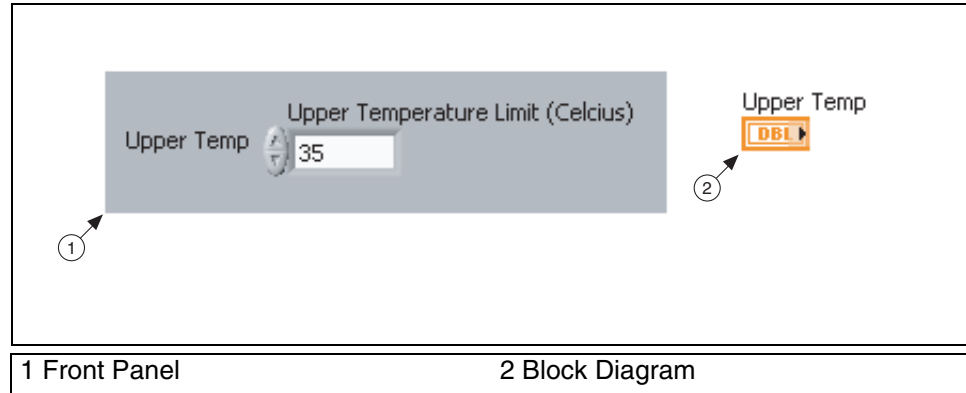 Upper Temperature Limit (Celcius)
Upper Temp
35
Upper Temp
DBL
1
2
1 Front Panel 2 Block Diagram